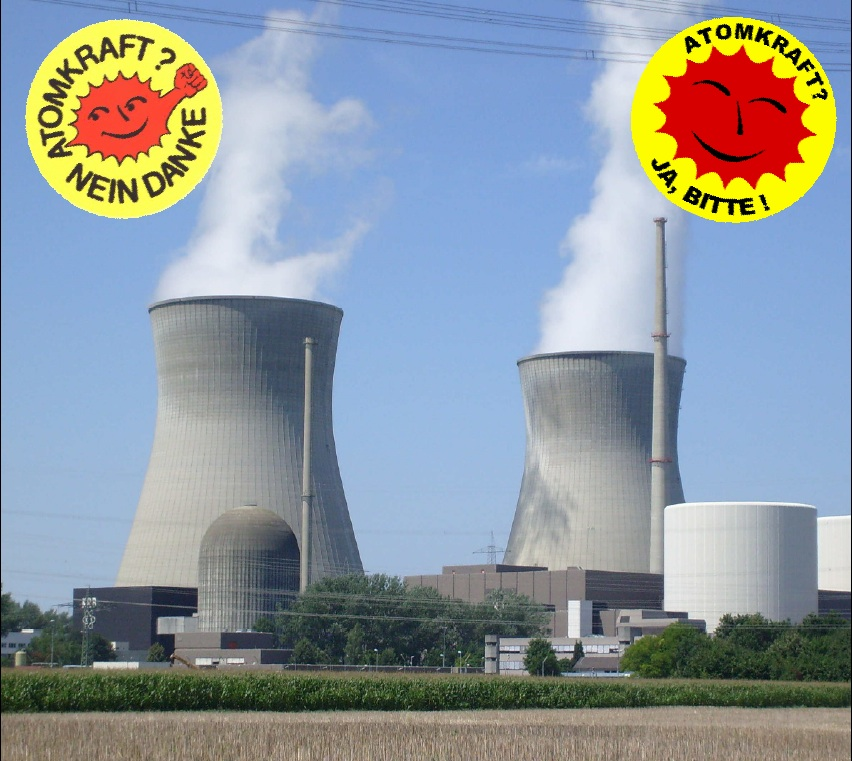 ATOMKRAFT ?
NEIN DANKE
ATOMKRAFT?
JA, BITTE !